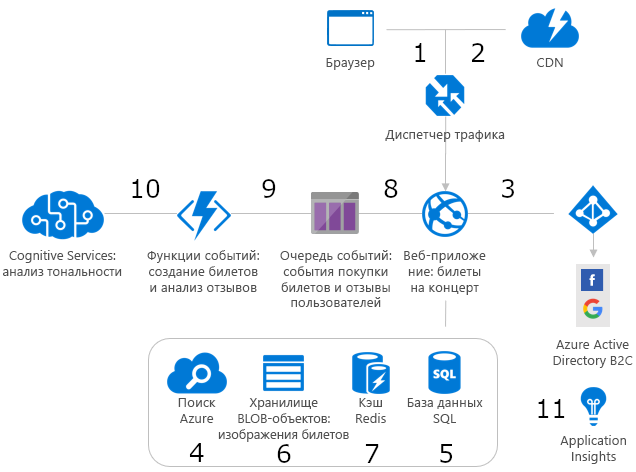 Браузер
1
2
CDN
Диспетчер трафика
10
9
8
3
Cognitive Services:
анализ тональности
Функции событий:
создание билетов
и анализ отзывов
Очередь событий:
события покупки
билетов и отзывы
пользователей
Веб-приложе
ние: билеты
на концерт
f
G
Azure Active
Directory B2C
Поиск
Azure
4
Хранилище
BLOB-объектов:
изображения билетов
6
Кэш
Redis
7
SQL
База данных
SQL
5
11
Application
Insights